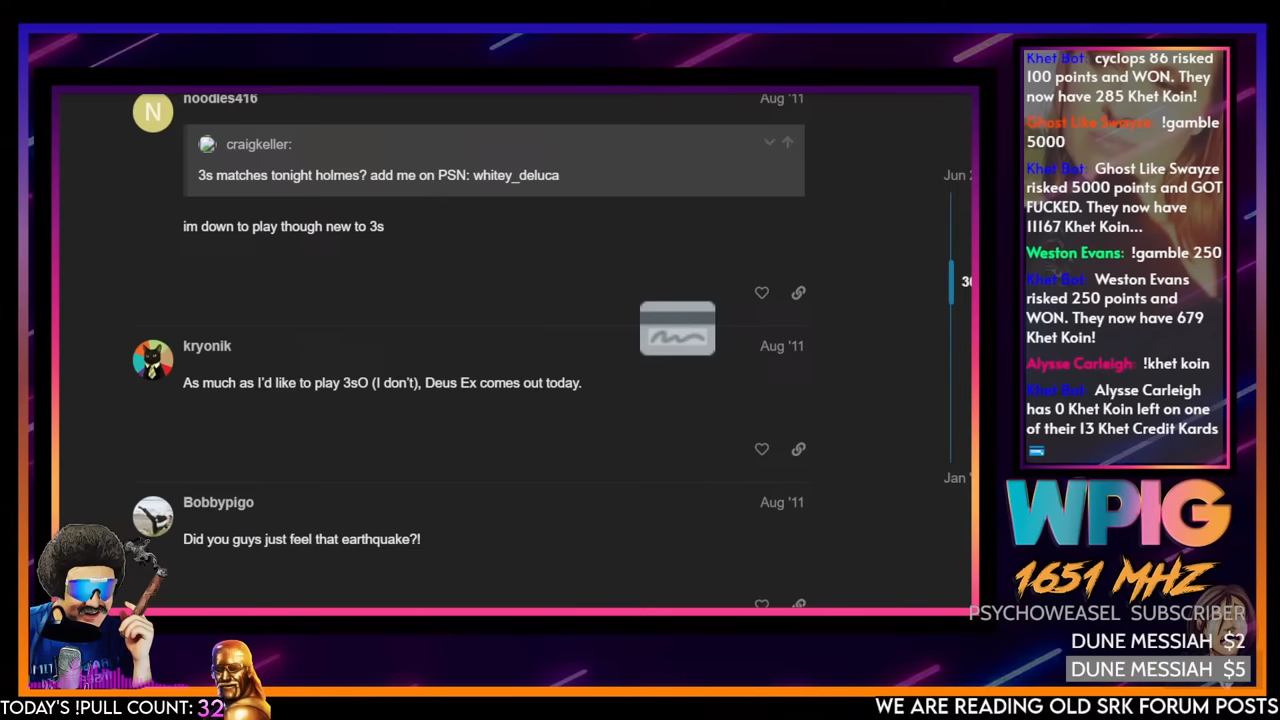 noodles416
Aug '11
N
craigkeller:
3s matches tonight holmes? add me on PSN: whitey_deluca
im down to play though new to 3s
kryonik
Aug '11
As much as I'd like to play 3sO (I don't), Deus Ex comes out today.
Bobbypigo
Aug '11
Did you guys just feel that earthquake?!
Jun 2
Jan '
Khet Bot: cyclops 86 risked
100 points and WON. They
now have 285 Khet Koin!
Ghost Like Swayze: !gamble
5000
Khet Bot: Ghost Like Swayze
risked 5000 points and GOT
FUCKED. They now have
11167 Khet Koin...
Weston Evans: !gamble 250
Khet Bot: Weston Evans
risked 250 points and
WON. They now have 679
Khet Koin!
Alysse Carleigh: !khet koin
Khet Bot: Alysse Carleigh
has 0 Khet Koin left on one
of their 13 Khet Credit Kards
WPIG
1651 MHZ
PSYCHOWEASEL SUBSCRIBER
DUNE MESSIAH $2
DUNE MESSIAH $5
TODAY'S !PULL COUNT: 32
WE ARE READING OLD SRK FORUM POSTS